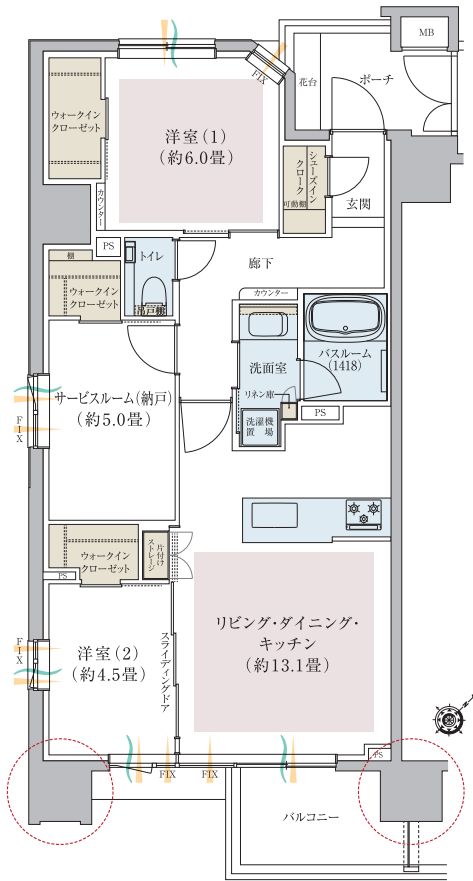 MB
FIX
花台
ポーチ
ウォークイン
クローゼット
洋室(1)
(約6.0畳)
シューズイン
クローク
可動棚
玄関
カウンター
PS
トイレ
廊下
棚
ウォークイン
クローゼット
吊戸棚
カウンター
洗面室
バスルーム
(1418)
サービスルーム(納戸)
(約5.0畳)
リネン庫
PS
FIX
洗濯機
置場
ウォークイン
クローゼット
片付け
ストレージ
PS
リビング・ダイニング・
キッチン
(約13.1畳)
FIX
洋室(2)
(約4.5畳)
スライディングドア
PS
FIX
FIX
バルコニー